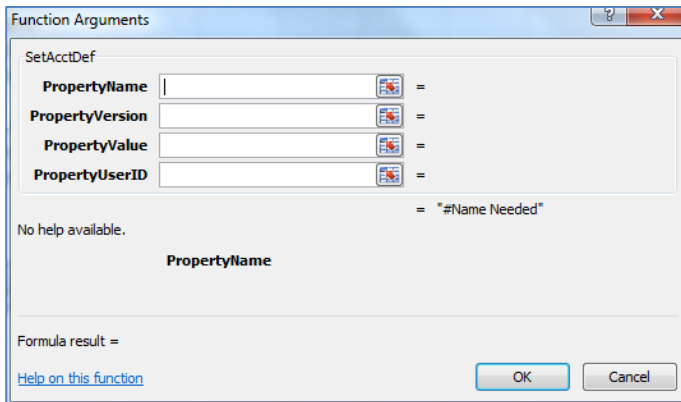 Function Arguments
?
X
SetAcctDef
PropertyName =
PropertyVersion =
PropertyValue =
PropertyUserID =
= "#Name Needed"
No help available.
PropertyName
Formula result =
Help on this function
OK
Cancel